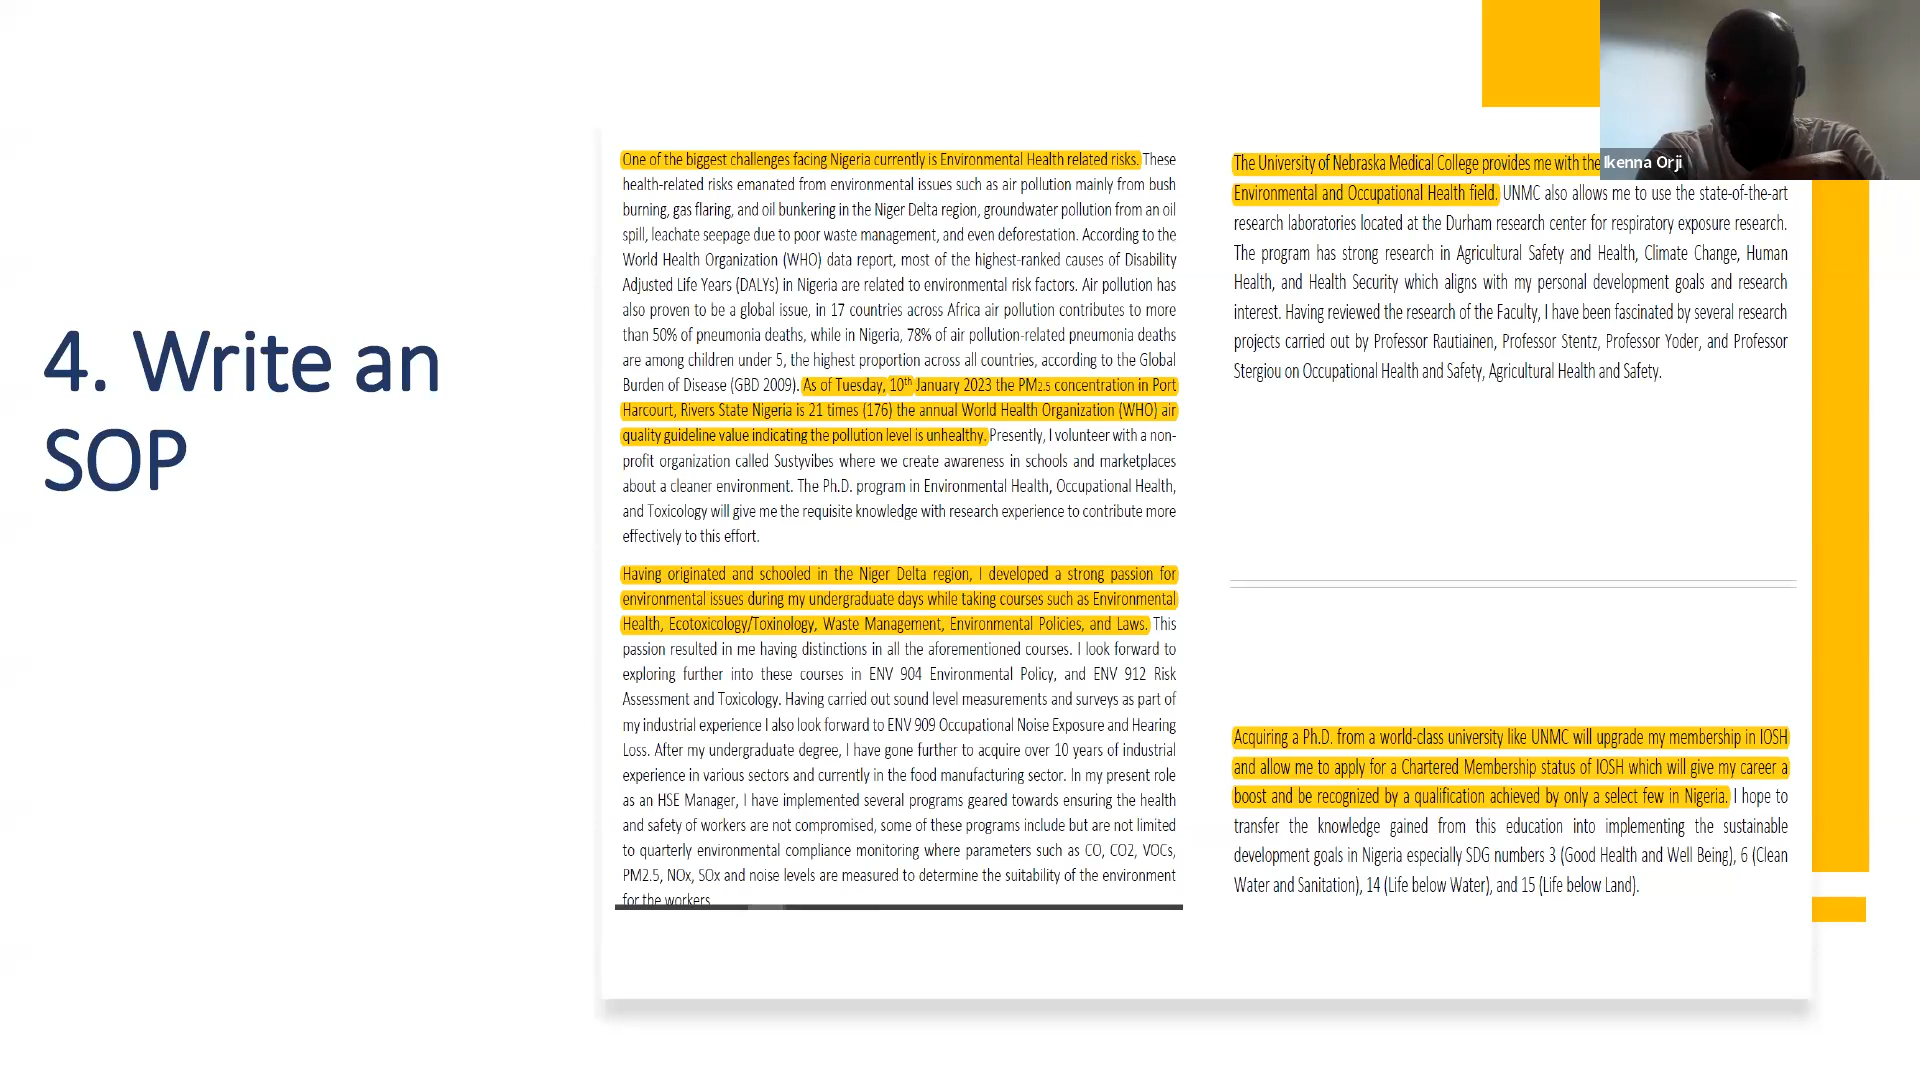 4. Write an
SOP
One of the biggest challenges facing Nigeria currently is Environmental Health related risks. These
health-related risks emanated from environmental issues such as air pollution mainly from bush
burning, gas flaring, and oil bunkering in the Niger Delta region, groundwater pollution from an oil
spill, leachate seepage due to poor waste management, and even deforestation. According to the
World Health Organization (WHO) data report, most of the highest-ranked causes of Disability
Adjusted Life Years (DALYs) in Nigeria are related to environmental risk factors. Air pollution has
also proven to be a global issue, in 17 countries across Africa air pollution contributes to more
than 50% of pneumonia deaths, while in Nigeria, 78% of air pollution-related pneumonia deaths
are among children under 5, the highest proportion across all countries, according to the Global
Burden of Disease (GBD 2009). As of Tuesday, 10th January 2023 the PM2.5 concentration in Port
Harcourt, Rivers State Nigeria is 21 times (176) the annual World Health Organization (WHO) air
quality guideline value indicating the pollution level is unhealthy. Presently, I volunteer with a non-
profit organization called Sustyvibes where we create awareness in schools and marketplaces
about a cleaner environment. The Ph.D. program in Environmental Health, Occupational Health,
and Toxicology will give me the requisite knowledge with research experience to contribute more
effectively to this effort.
Having originated and schooled in the Niger Delta region, I developed a strong passion for
environmental issues during my undergraduate days while taking courses such as Environmental
Health, Ecotoxicology/Toxinology, Waste Management, Environmental Policies, and Laws. This
passion resulted in me having distinctions in all the aforementioned courses. I look forward to
exploring further into these courses in ENV 904 Environmental Policy, and ENV 912 Risk
Assessment and Toxicology. Having carried out sound level measurements and surveys as part of
my industrial experience I also look forward to ENV 909 Occupational Noise Exposure and Hearing
Loss. After my undergraduate degree, I have gone further to acquire over 10 years of industrial
experience in various sectors and currently in the food manufacturing sector. In my present role
as an HSE Manager, I have implemented several programs geared towards ensuring the health
and safety of workers are not compromised, some of these programs include but are not limited
to quarterly environmental compliance monitoring where parameters such as CO, CO2, VOCs,
PM2.5, NOx, SOx and noise levels are measured to determine the suitability of the environment
for the workers
The University of Nebraska Medical College provides me with the
Environmental and Occupational Health field. UNMC also allows me to use the state-of-the-art
research laboratories located at the Durham research center for respiratory exposure research.
The program has strong research in Agricultural Safety and Health, Climate Change, Human
Health, and Health Security which aligns with my personal development goals and research
interest. Having reviewed the research of the Faculty, I have been fascinated by several research
projects carried out by Professor Rautiainen, Professor Stentz, Professor Yoder, and Professor
Stergiou on Occupational Health and Safety, Agricultural Health and Safety.
Acquiring a Ph.D. from a world-class university like UNMC will upgrade my membership in IOSH
and allow me to apply for a Chartered Membership status of IOSH which will give my career a
boost and be recognized by a qualification achieved by only a select few in Nigeria. I hope to
transfer the knowledge gained from this education into implementing the sustainable
development goals in Nigeria especially SDG numbers 3 (Good Health and Well Being), 6 (Clean
Water and Sanitation), 14 (Life below Water), and 15 (Life below Land).
Ikenna Orji